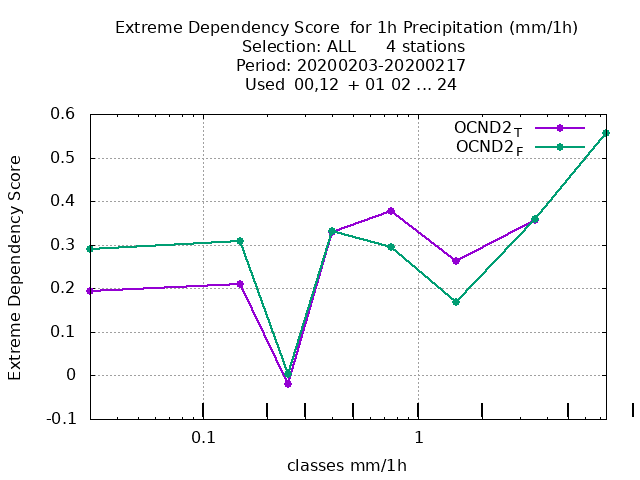 Extreme Dependency Score  for 1h Precipitation (mm/1h)
Selection: ALL      4 stations
Period: 20200203-20200217
Used  00,12  + 01 02 ... 24
OCND2T
OCND2F
Extreme Dependency Score
0.6
0.5
0.4
0.3
0.2
0.1
0
-0.1
0.1 1
classes mm/1h